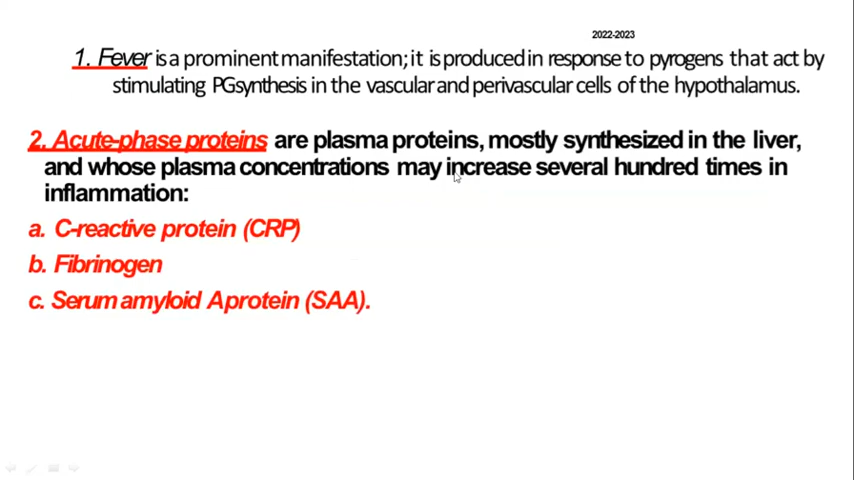 2022-2023
1. Fever is a prominent manifestation; it is produced in response to pyrogens that act by
stimulating PGsynthesis in the vascular and perivascular cells of the hypothalamus.
2. Acute-phase proteins are plasma proteins, mostly synthesized in the liver,
and whose plasma concentrations may increase several hundred times in
inflammation:
a. C-reactive protein (CRP)
b. Fibrinogen
c. Serum amyloid A protein (SAA).